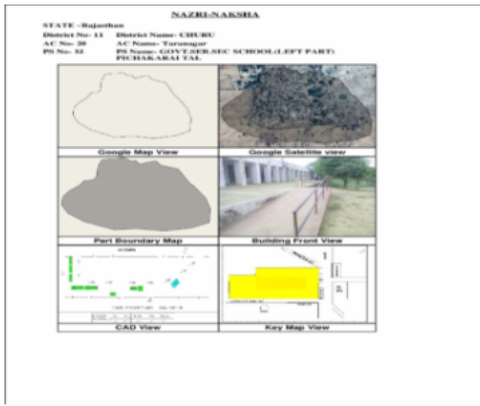 NAZRI-NAKSHA
STATE -Rajasthan
District No- 11 District Name- CHURU
AC No- 20 AC Name- Taranagar
PS No- 52 PS Name- GOVT.SER.SEC SCHOOL(LEFT PART)
PICHAKARAI TAL
Google Map View Google Satellite view
Part Boundary Map Building Front View
CAD View Key Map View